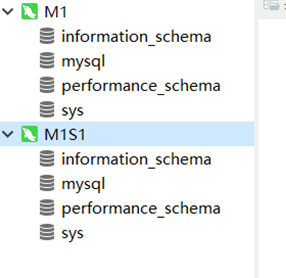 M1
information_schema
mysql
performance_schema
sys
M1S1
information_schema
mysql
performance_schema
sys